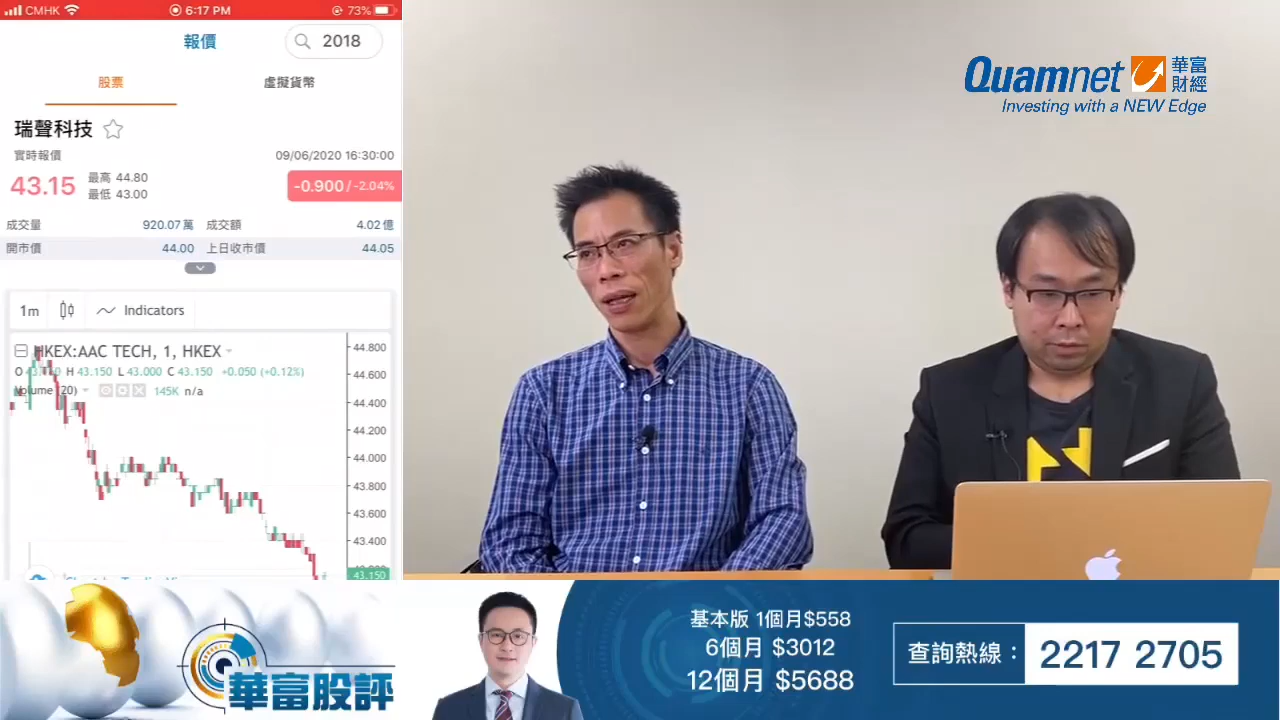 CMHK 6:17 PM 73%
報價
2018
股票 虛擬貨幣
瑞聲科技
實時報價 09/06/2020 16:30:00
43.15
最高 44.80
最低 43.00
-0.900 / -2.04%
成交量 920.07萬 成交額 4.02億
開市價 44.00 上日收市價 44.05
1m Indicators
HKEX:AAC TECH, 1, HKEX
H 43.150 L 43.000 C 43.150 +0.050 (+0.12%)
Volume (20) 145K n/a
44.800
44.600
44.400
44.200
44.000
43.800
43.600
43.400
43.150
Quamnet 華富財經
Investing with a NEW Edge
華富股評
基本版 1個月$558
6個月 $3012
12個月 $5688
查詢熱線：
2217 2705